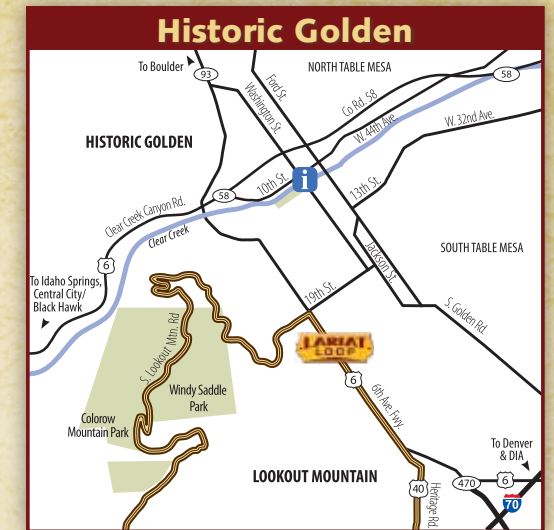 Historic Golden
To Boulder
93
NORTH TABLE MESA
58
Ford St.
Washington St.
Co Rd. 58
W. 44th Ave.
W. 32nd Ave.
HISTORIC GOLDEN
i
10th St.
13th St.
58
Clear Creek Canyon Rd.
Clear Creek
6
SOUTH TABLE MESA
Jackson St.
To Idaho Springs,
Central City/
Black Hawk
19th St.
S. Golden Rd.
S. Lookout Mtn. Rd
LARIAT
LOOP
6
6th Ave. Fwy.
Windy Saddle
Park
Colorow
Mountain Park
To Denver
& DIA
LOOKOUT MOUNTAIN
40
470
6
70
Heritage Rd.